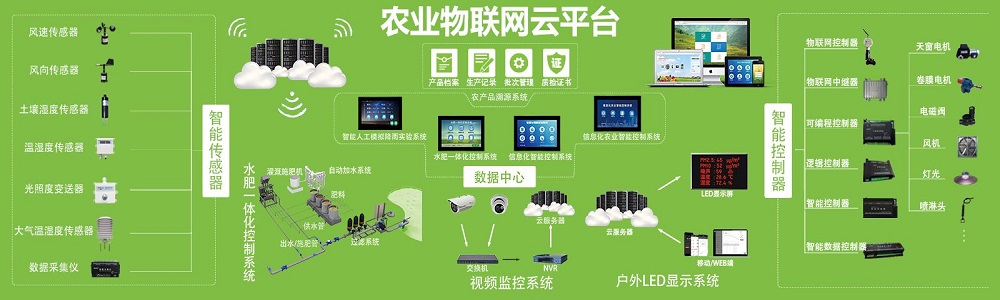 农业物联网云平台
产品档案
生产记录
批次管理
质检证书
农产品溯源系统
智能人工模拟降雨实验系统
水肥一体化控制系统
信息化智能控制系统
信息化农业智能控制系统
数据中心
风速传感器
风向传感器
土壤湿度传感器
温湿度传感器
光照度变送器
大气温湿度传感器
数据采集仪
智能传感器
水肥一体化控制系统
灌溉施肥机
自动加水系统
肥料
供水管
出水/施肥管
过滤系统
云服务器
交换机
NVR
视频监控系统
云服务器
PM2.5: 45 μg/m³
PM10: 52 μg/m³
LED显示屏
移动/WEB端
户外LED显示系统
智能控制器
物联网控制器
物联网中继器
可编程控制器
逻辑控制器
智能控制器
智能数据控制器
天窗电机
卷膜电机
电磁阀
风机
灯光
喷淋头